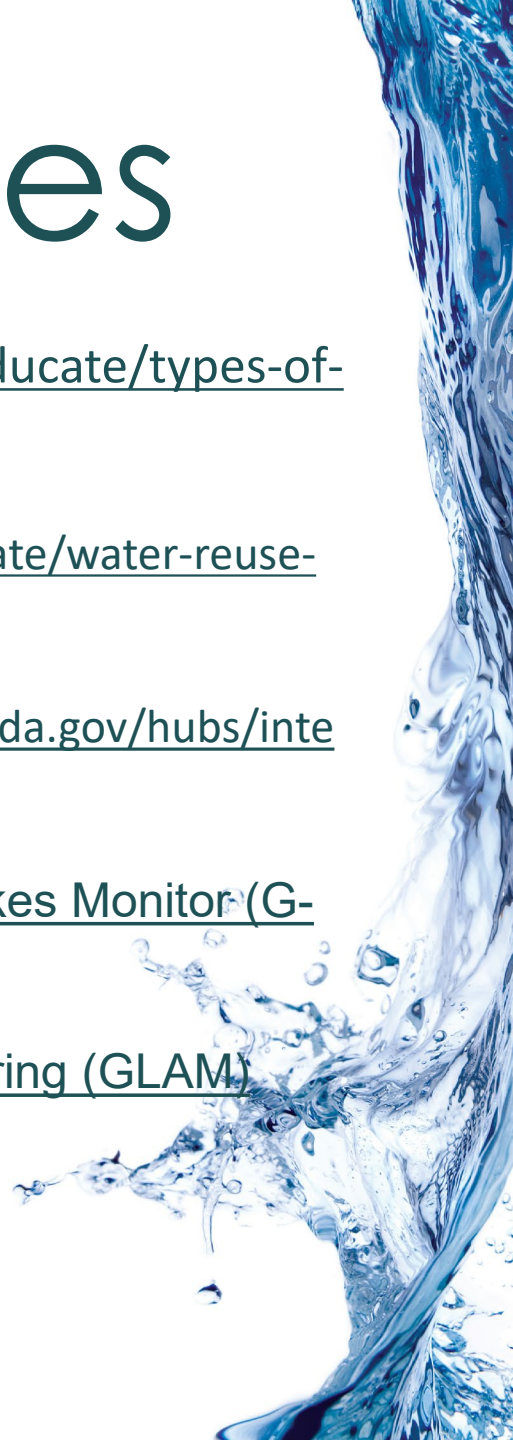 es
ducate/types-of-
ate/water-reuse-
da.gov/hubs/inte
kes Monitor (G-
ring (GLAM)